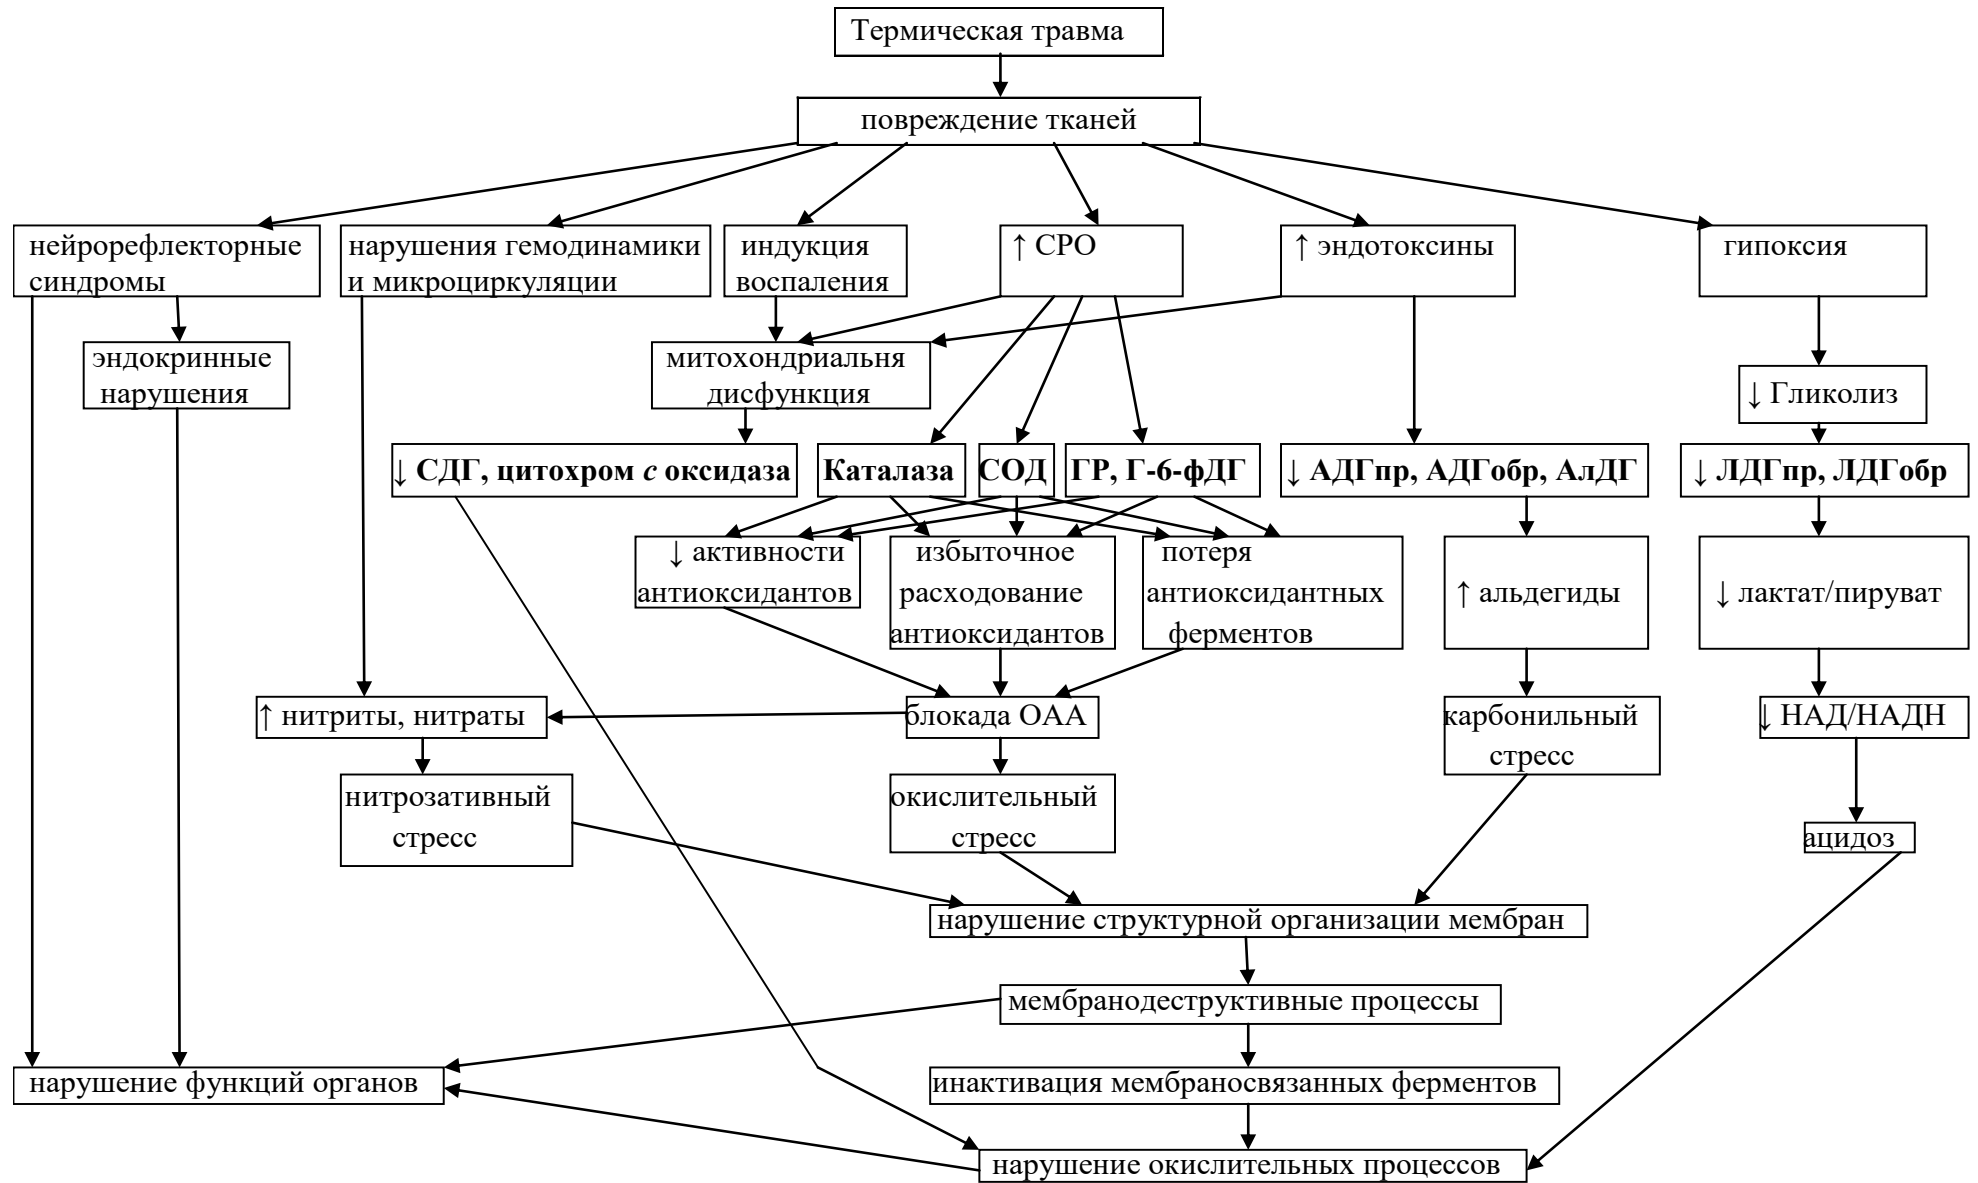 Термическая травма
повреждение тканей
нейрорефлекторные
синдромы
нарушения гемодинамики
и микроциркуляции
индукция
воспаления
↑ СРО
↑ эндотоксины
гипоксия
эндокринные
нарушения
митохондриальня
дисфункция
↓ Гликолиз
↓ СДГ, цитохром с оксидаза
Каталаза
СОД
ГР, Г-6-фДГ
↓ АДГпр, АДГобр, АлДГ
↓ ЛДГпр, ЛДГобр
↓ активности
антиоксидантов
избыточное
расходование
антиоксидантов
потеря
антиоксидантных
ферментов
↑ альдегиды
↓ лактат/пируват
↑ нитриты, нитраты
блокада ОАА
карбонильный
стресс
↓ НАД/НАДН
нитрозативный
стресс
окислительный
стресс
ацидоз
нарушение структурной организации мембран
мембранодеструктивные процессы
нарушение функций органов
инактивация мембраносвязанных ферментов
нарушение окислительных процессов